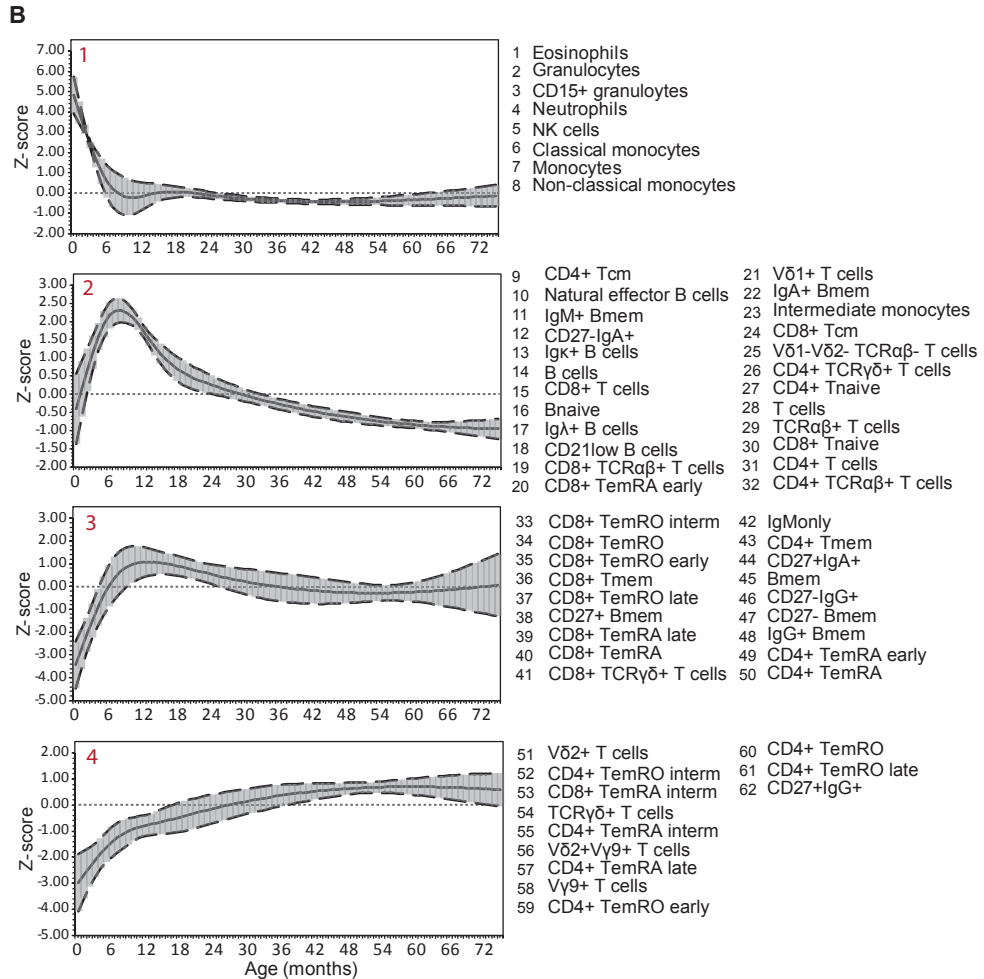 B
Z-score
7.00
6.00
5.00
4.00
3.00
2.00
1.00
0.00
-1.00
-2.00
1
0 6 12 18 24 30 36 42 48 54 60 66 72
1 Eosinophils
2 Granulocytes
3 CD15+ granuloytes
4 Neutrophils
5 NK cells
6 Classical monocytes
7 Monocytes
8 Non-classical monocytes
Z-score
3.00
2.50
2.00
1.50
1.00
0.50
0.00
-0.50
-1.00
-1.50
-2.00
2
0 6 12 18 24 30 36 42 48 54 60 66 72
9 CD4+ Tcm
10 Natural effector B cells
11 IgM+ Bmem
12 CD27-IgA+
13 Igκ+ B cells
14 B cells
15 CD8+ T cells
16 Bnaive
17 Igλ+ B cells
18 CD21low B cells
19 CD8+ TCRαβ+ T cells
20 CD8+ TemRA early
21 Vδ1+ T cells
22 IgA+ Bmem
23 Intermediate monocytes
24 CD8+ Tcm
25 Vδ1-Vδ2- TCRαβ- T cells
26 CD4+ TCRγδ+ T cells
27 CD4+ Tnaive
28 T cells
29 TCRαβ+ T cells
30 CD8+ Tnaive
31 CD4+ T cells
32 CD4+ TCRαβ+ T cells
Z-score
3.00
2.00
1.00
0.00
-1.00
-2.00
-3.00
-4.00
-5.00
3
0 6 12 18 24 30 36 42 48 54 60 66 72
33 CD8+ TemRO interm
34 CD8+ TemRO
35 CD8+ TemRO early
36 CD8+ Tmem
37 CD8+ TemRO late
38 CD27+ Bmem
39 CD8+ TemRA late
40 CD8+ TemRA
41 CD8+ TCRγδ+ T cells
42 IgMonly
43 CD4+ Tmem
44 CD27+IgA+
45 Bmem
46 CD27-IgG+
47 CD27- Bmem
48 IgG+ Bmem
49 CD4+ TemRA early
50 CD4+ TemRA
Z-score
2.00
1.00
0.00
-1.00
-2.00
-3.00
-4.00
-5.00
4
0 6 12 18 24 30 36 42 48 54 60 66 72
Age (months)
51 Vδ2+ T cells
52 CD4+ TemRO interm
53 CD8+ TemRA interm
54 TCRγδ+ T cells
55 CD4+ TemRA interm
56 Vδ2+Vγ9+ T cells
57 CD4+ TemRA late
58 Vγ9+ T cells
59 CD4+ TemRO early
60 CD4+ TemRO
61 CD4+ TemRO late
62 CD27+IgG+